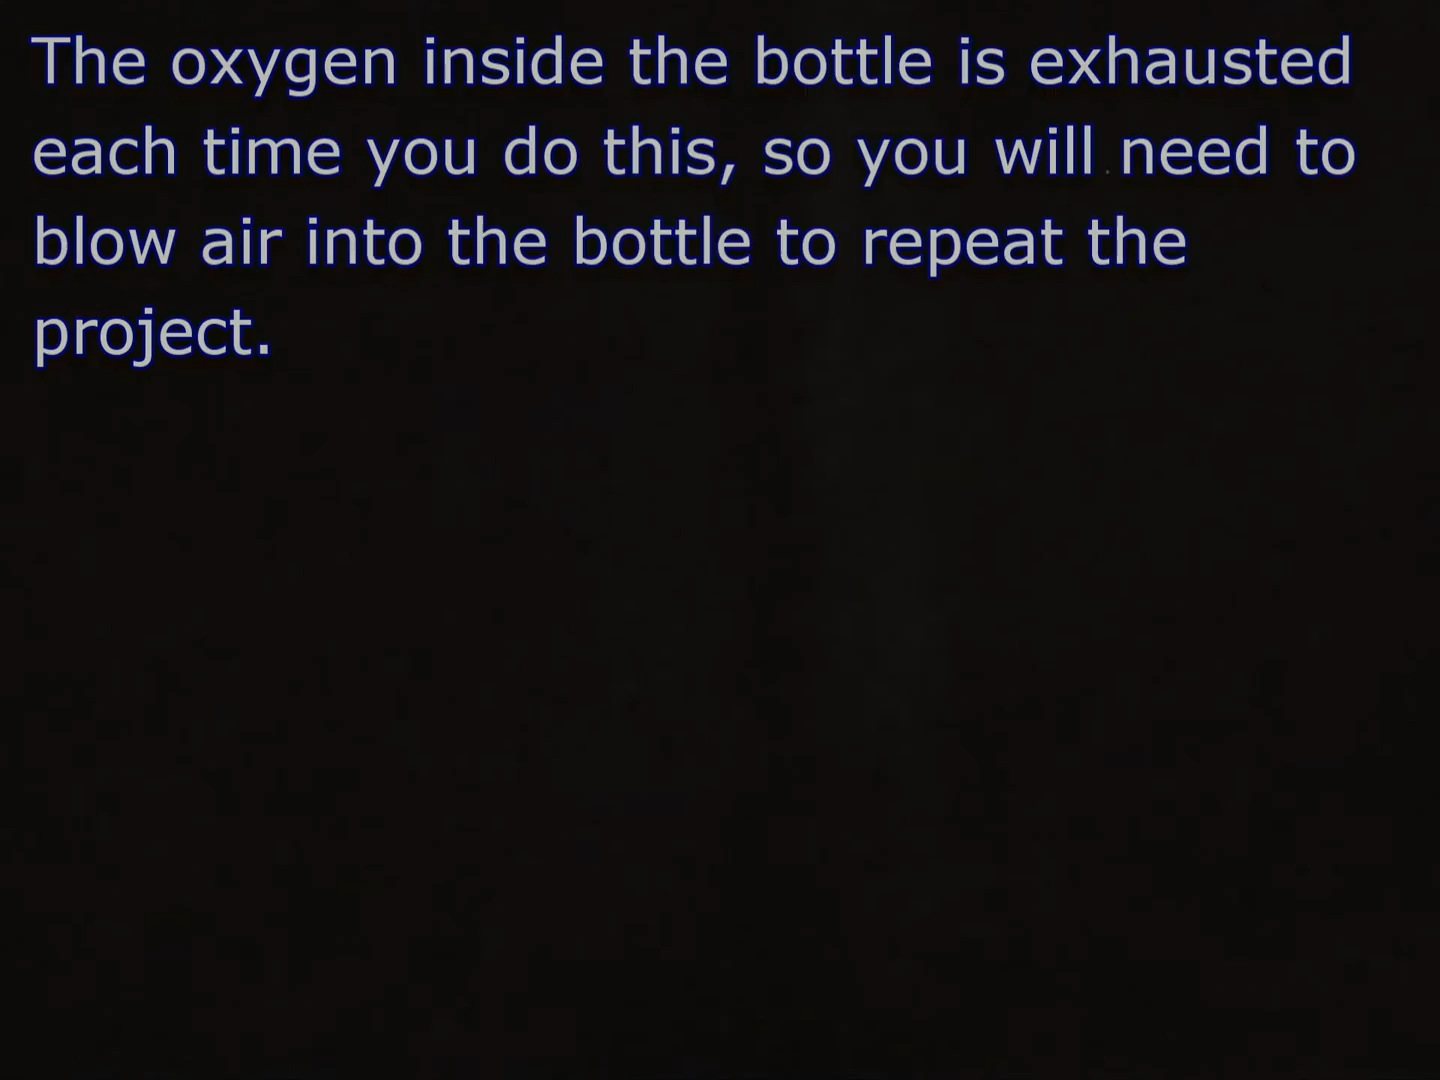 The oxygen inside the bottle is exhausted
each time you do this, so you will need to
blow air into the bottle to repeat the
project.